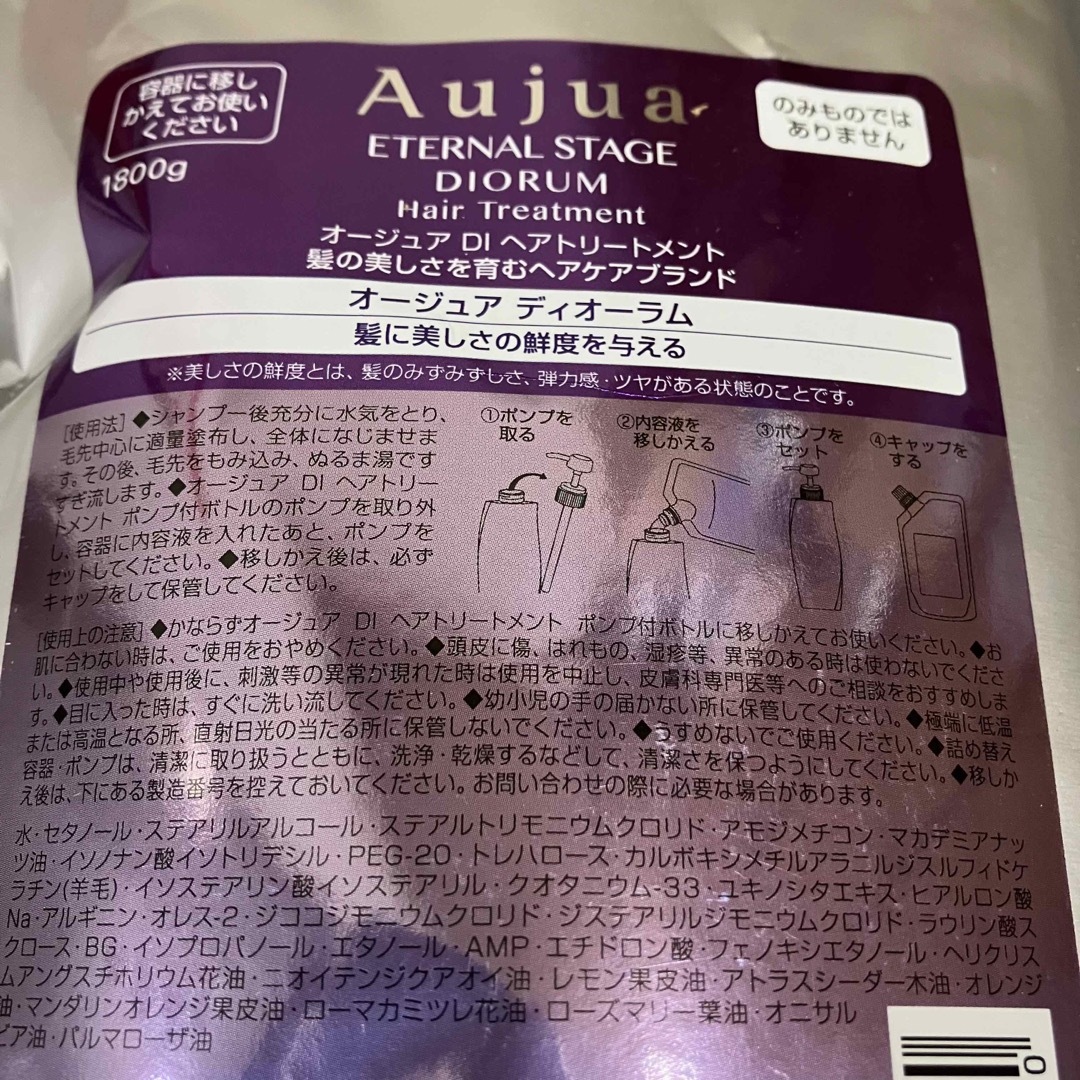 容器に移し
かえてお使い
ください
1800g
Aujua
ETERNAL STAGE
DIORUM
Hair Treatment
のみものでは
ありません
オージュア DI ヘアトリートメント
髪の美しさを育むヘアケアブランド
オージュア ディオーラム
髪に美しさの鮮度を与える
※美しさの鮮度とは、髪のみずみずしさ、弾力感・ツヤがある状態のことです。
[使用法]◆シャンプー後充分に水気をとり、
毛先中心に適量塗布し、全体になじませま
す。その後、毛先をもみ込み、ぬるま湯です
すぎ流します。◆オージュア DI ヘアトリー
トメント ポンプ付ボトルのポンプを取り外
し、容器に内容液を入れたあと、ポンプを
セットしてください。◆移しかえ後は、必ず
キャップをして保管してください。
①ポンプを
取る
②内容液を
移しかえる
③ポンプを
セット
④キャップを
する
[使用上の注意]◆かならずオージュア DI ヘアトリートメント ポンプ付ボトルに移しかえてお使いください。◆お
肌に合わない時は、ご使用をおやめください。◆頭皮に傷、はれもの、湿疹等、異常のある時は使わないでくださ
い。◆使用中や使用後に、刺激等の異常が現れた時は使用を中止し、皮膚科専門医等へのご相談をおすすめしま
す。◆目に入った時は、すぐに洗い流してください。◆幼小児の手の届かない所に保管してください。◆極端に低温
または高温となる所、直射日光の当たる所に保管しないでください。◆うすめないでご使用ください。◆詰め替え
容器・ポンプは、清潔に取り扱うとともに、洗浄・乾燥するなどして、清潔さを保つようにしてください。◆移しか
え後は、下にある製造番号を控えておいてください。お問い合わせの際に必要な場合があります。
水・セタノール・ステアリルアルコール・ステアルトリモニウムクロリド・アモジメチコン・マカデミアナッ
ツ油・イソノナン酸イソトリデシル・PEG-20・トレハロース・カルボキシメチルアラニルジスルフィドケ
ラチン(羊毛)・イソステアリン酸イソステアリル・クオタニウム-33・ユキノシタエキス・ヒアルロン酸
Na・アルギニン・オレス-2・ジココジモニウムクロリド・ジステアリルジモニウムクロリド・ラウリン酸ス
クロース・BG・イソプロパノール・エタノール・AMP・エチドロン酸・フェノキシエタノール・ヘリクリス
ムアングスチホリウム花油・ニオイテンジクアオイ油・レモン果皮油・アトラスシーダー木油・オレンジ
油・マンダリンオレンジ果皮油・ローマカミツレ花油・ローズマリー葉油・オニサル
ビア油・パルマローザ油
0